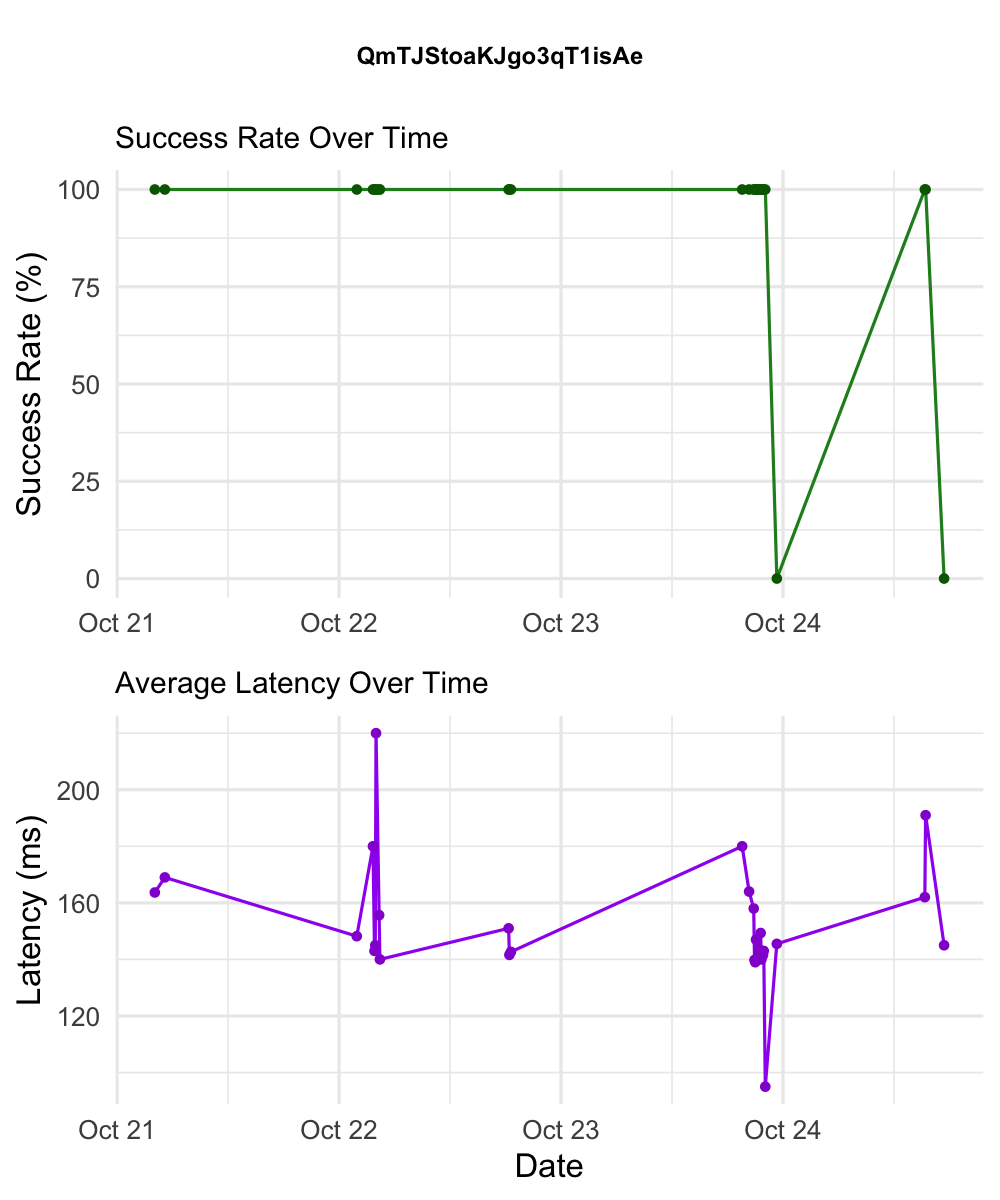 QmTJStoaKJgo3qT1isAe
Success Rate Over Time
Success Rate (%)
100
75
50
25
0
Oct 21 Oct 22 Oct 23 Oct 24
Average Latency Over Time
Latency (ms)
200
160
120
Oct 21 Oct 22 Oct 23 Oct 24
Date